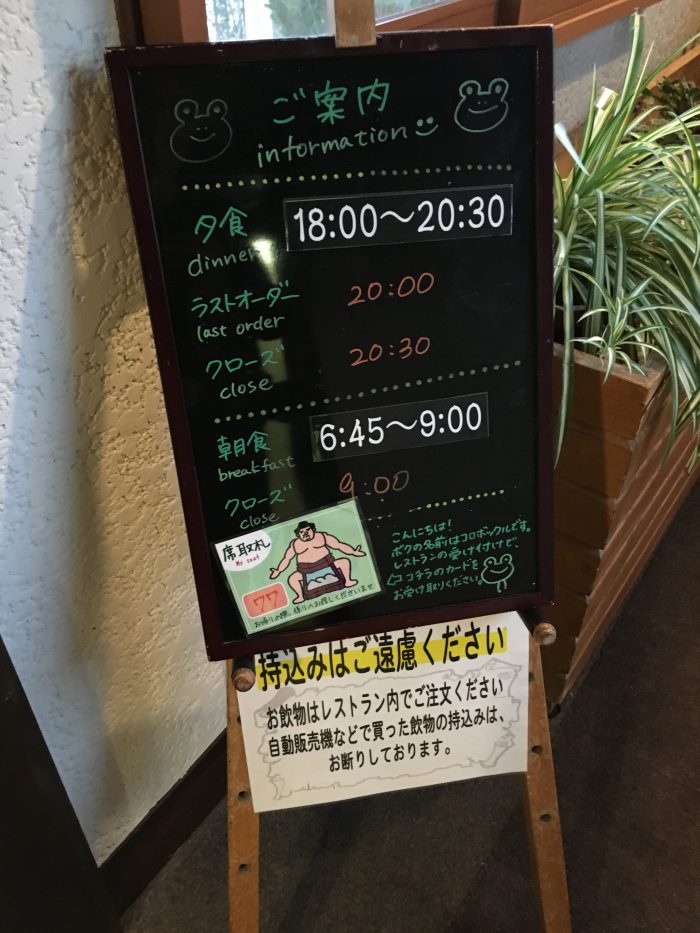 ご案内
information
夕食 18:00～20:30
dinner
ラストオーダー 20:00
last order
クローズ 20:30
close
朝食 6:45～9:00
breakfast
クローズ 9:00
close
席取札
My seat
77
こんにちは!
ボクの名前はコロボックルです。
レストランの受け付けで、
コチラのカードを
お受け取りください。
持込みはご遠慮ください
お飲物はレストラン内でご注文ください
自動販売機などで買った飲物の持込みは、
お断りしております。